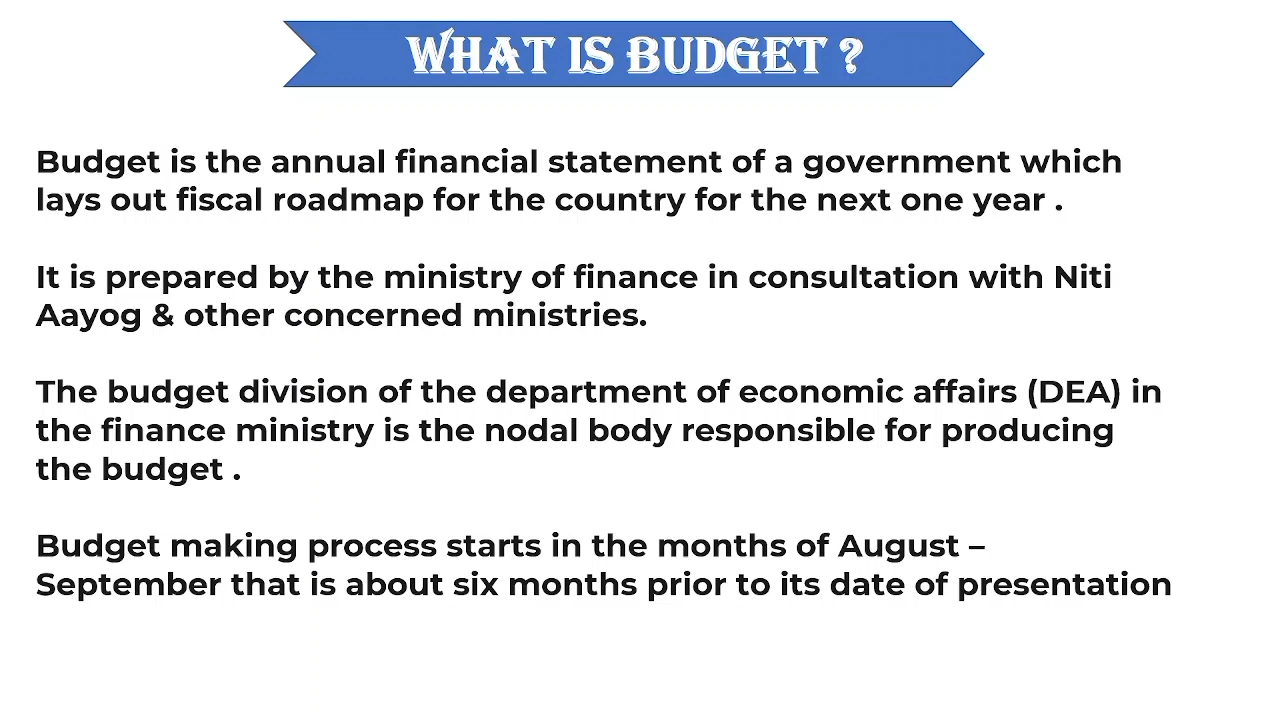 WHAT IS BUDGET ?
Budget is the annual financial statement of a government which
lays out fiscal roadmap for the country for the next one year .
It is prepared by the ministry of finance in consultation with Niti
Aayog & other concerned ministries.
The budget division of the department of economic affairs (DEA) in
the finance ministry is the nodal body responsible for producing
the budget .
Budget making process starts in the months of August –
September that is about six months prior to its date of presentation